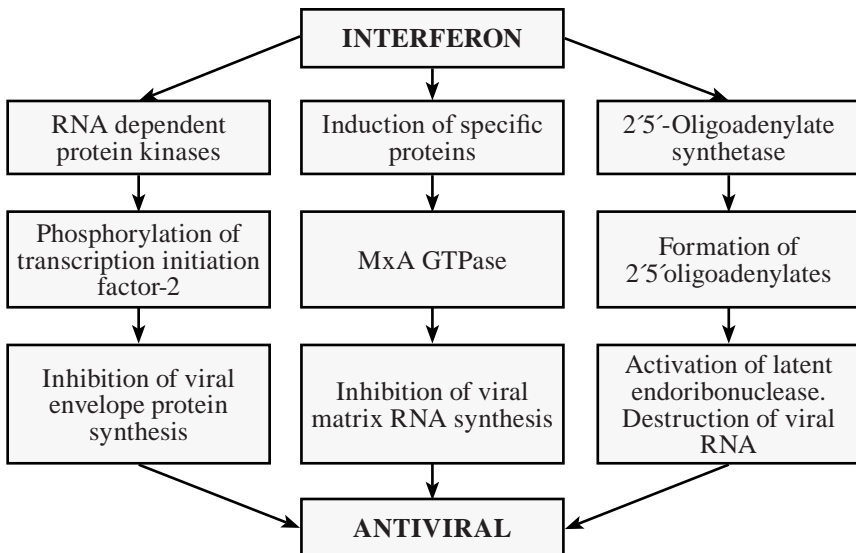 INTERFERON
RNA dependent
protein kinases
Induction of specific
proteins
2´5´-Oligoadenylate
synthetase
Phosphorylation of
transcription initiation
factor-2
MxA GTPase
Formation of
2´5´oligoadenylates
Inhibition of viral
envelope protein
synthesis
Inhibition of viral
matrix RNA synthesis
Activation of latent
endoribonuclease.
Destruction of viral
RNA
ANTIVIRAL